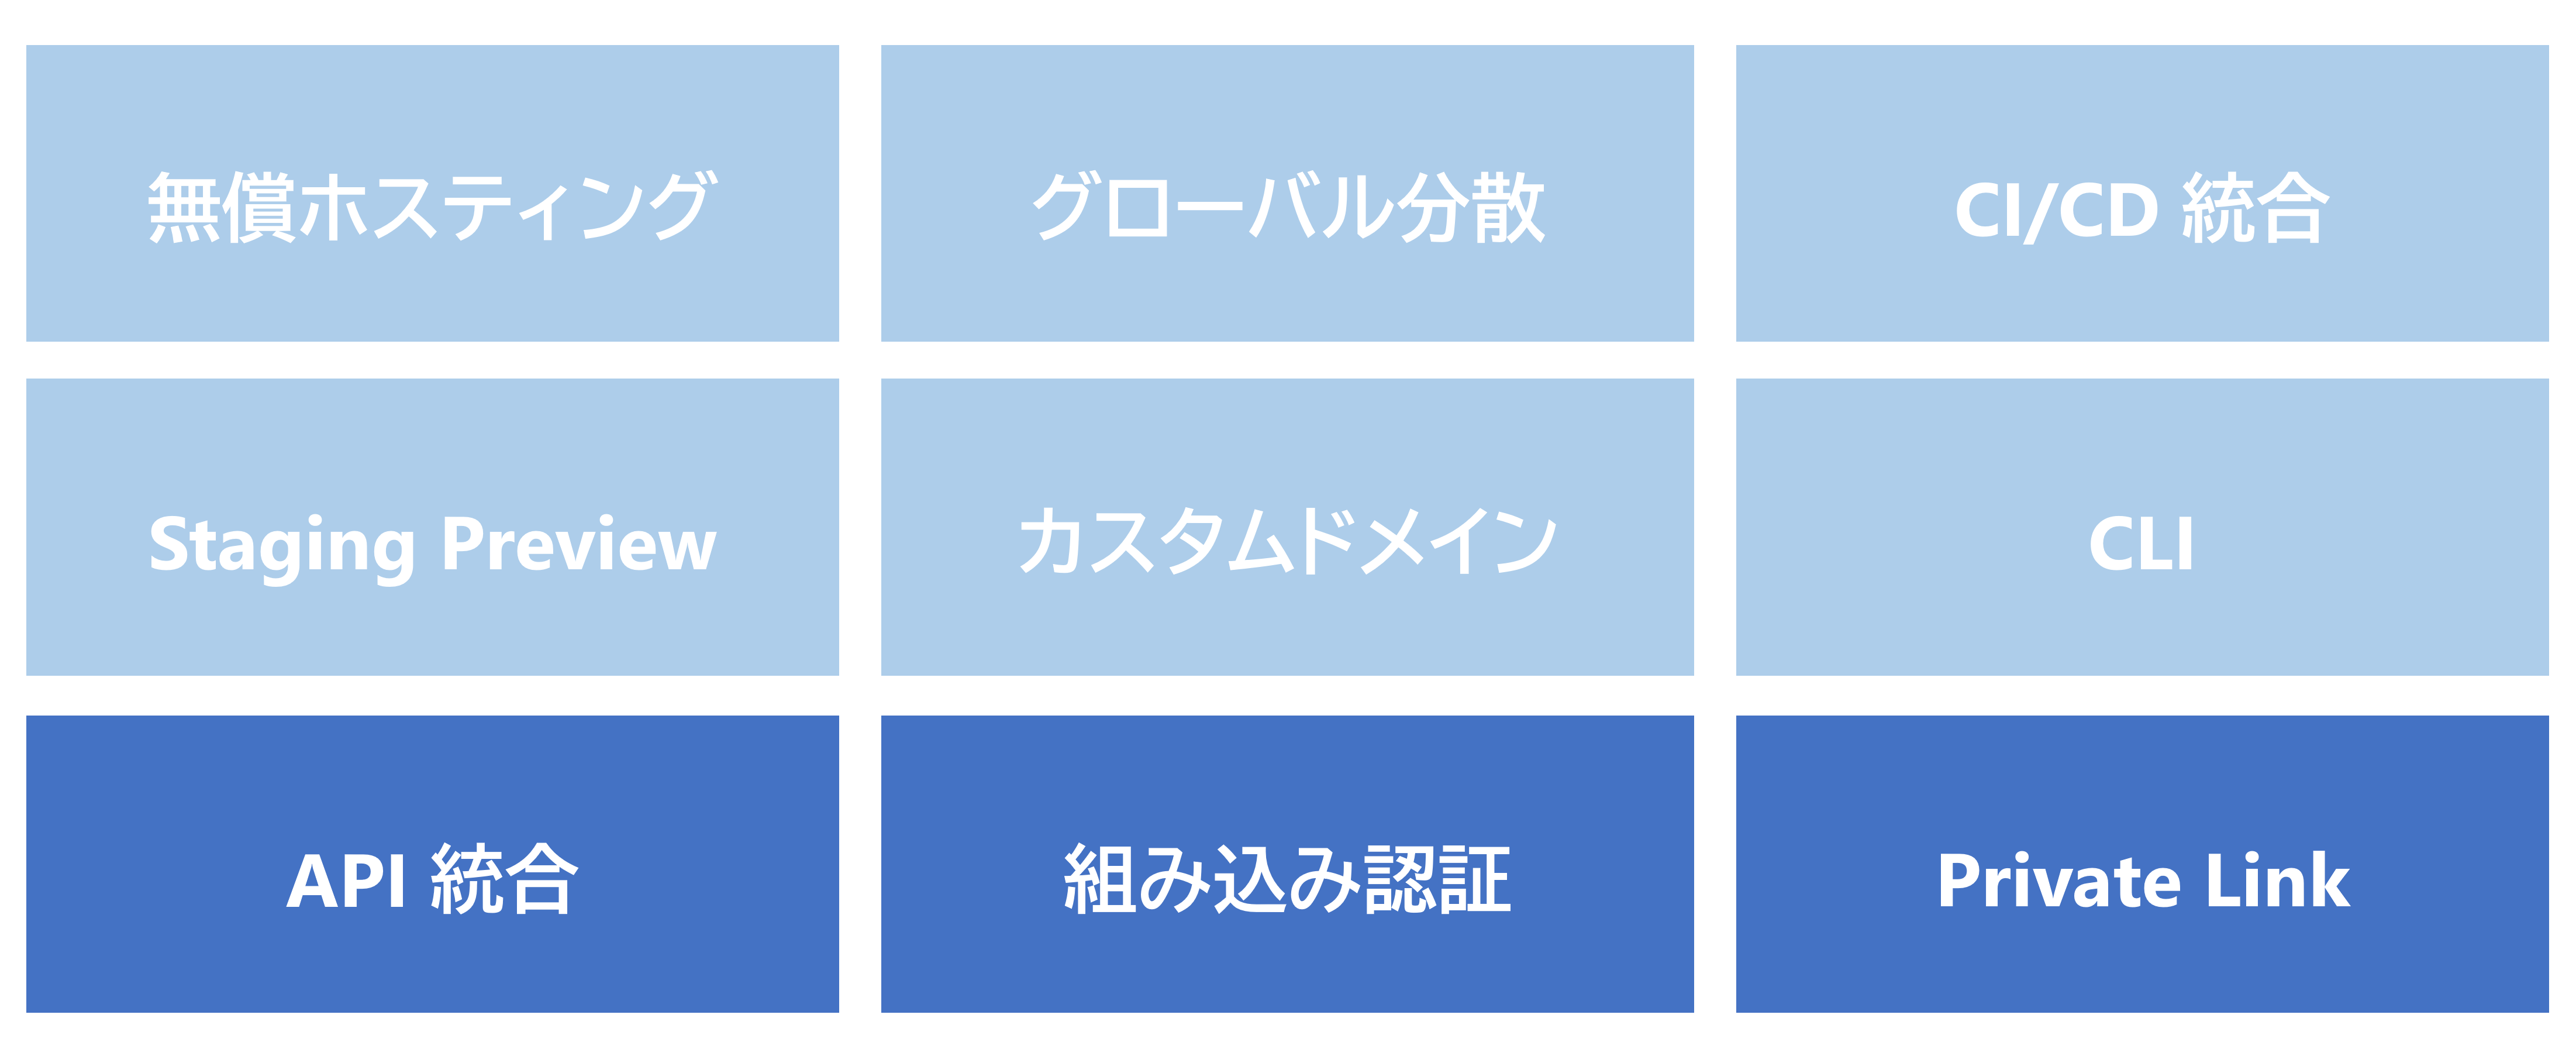 無償ホスティング
グローバル分散
CI/CD 統合
Staging Preview
カスタムドメイン
CLI
API 統合
組み込み認証
Private Link